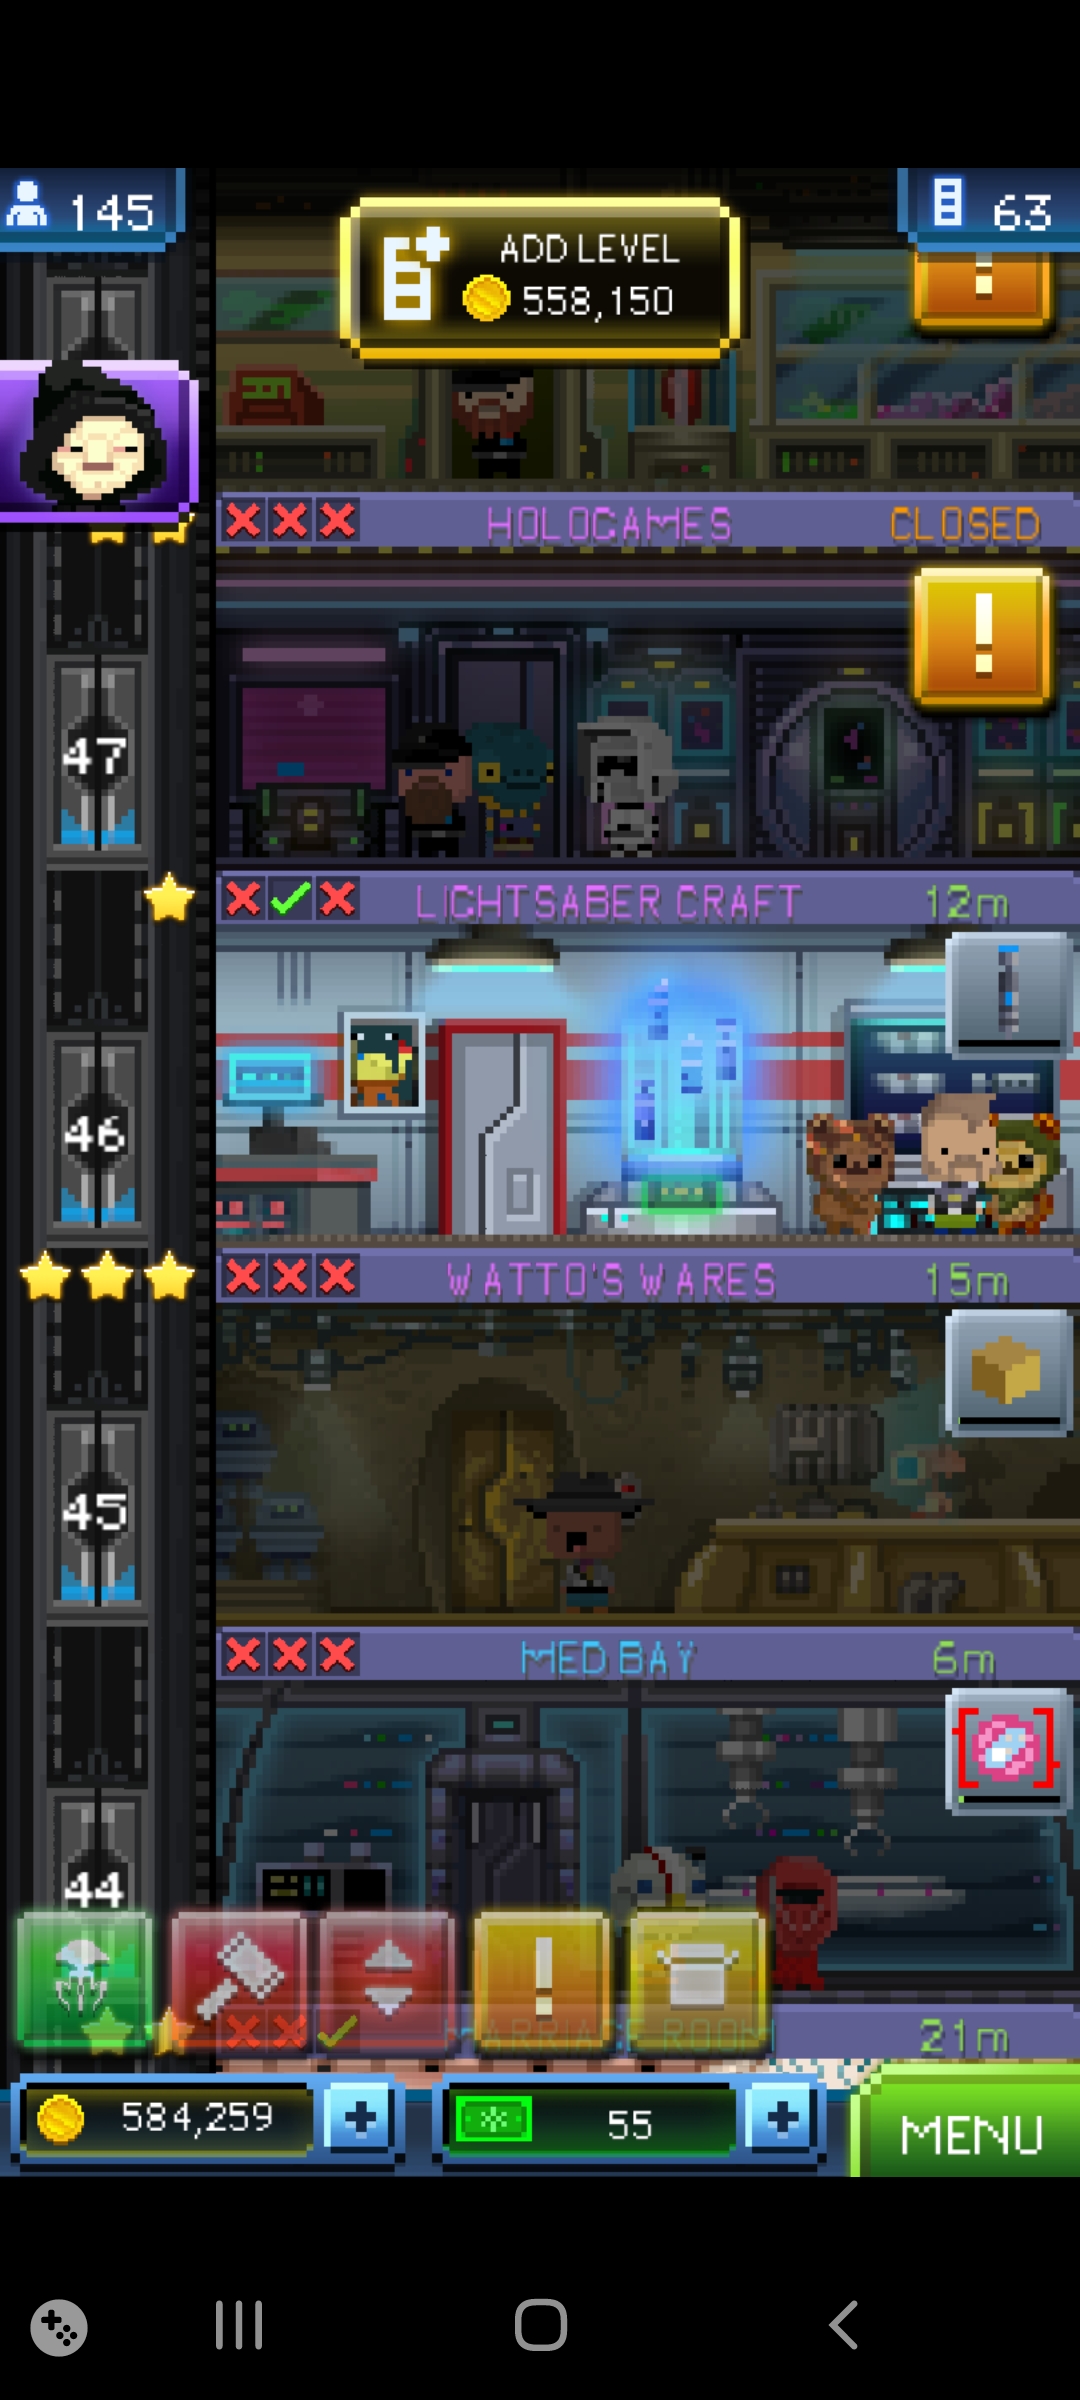 145
ADD LEVEL
558,150
63
!
HOLOGAMES
CLOSED
!
47
LIGHTSABER CRAFT
12m
46
WATTO'S WARES
15m
45
MED BAY
6m
44
!
MARRIAGE ROOM
21m
584,259
+
55
+
MENU